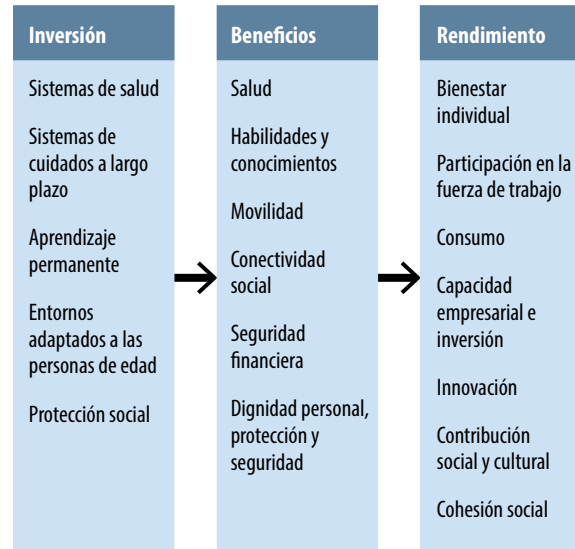 Inversión
Sistemas de salud
Sistemas de
cuidados a largo
plazo
Aprendizaje
permanente
Entornos
adaptados a las
personas de edad
Protección social
Beneficios
Salud
Habilidades y
conocimientos
Movilidad
Conectividad
social
Seguridad
financiera
Dignidad personal,
protección y
seguridad
Rendimiento
Bienestar
individual
Participación en la
fuerza de trabajo
Consumo
Capacidad
empresarial e
inversión
Innovación
Contribución
social y cultural
Cohesión social